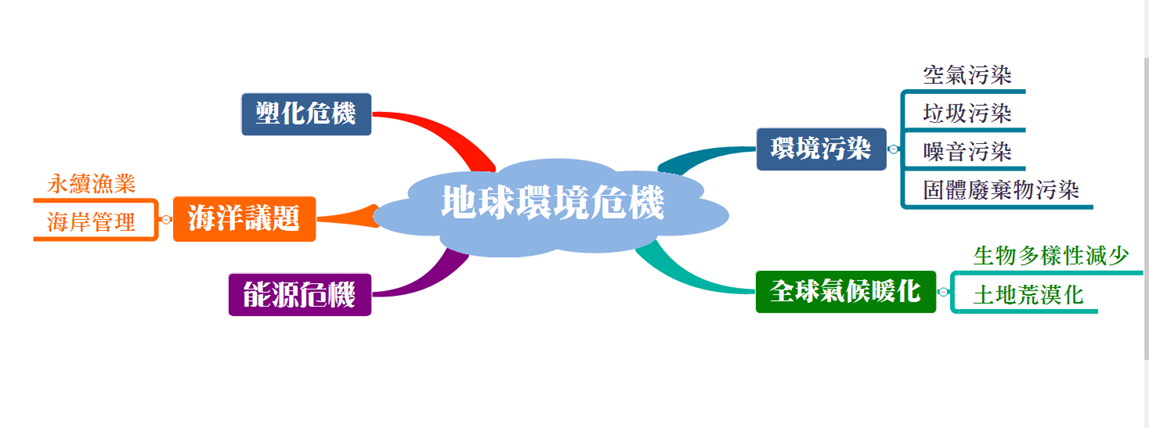 地球環境危機
塑化危機
海洋議題
永續漁業
海岸管理
能源危機
環境污染
空氣污染
垃圾污染
噪音污染
固體廢棄物污染
全球氣候暖化
生物多樣性減少
土地荒漠化